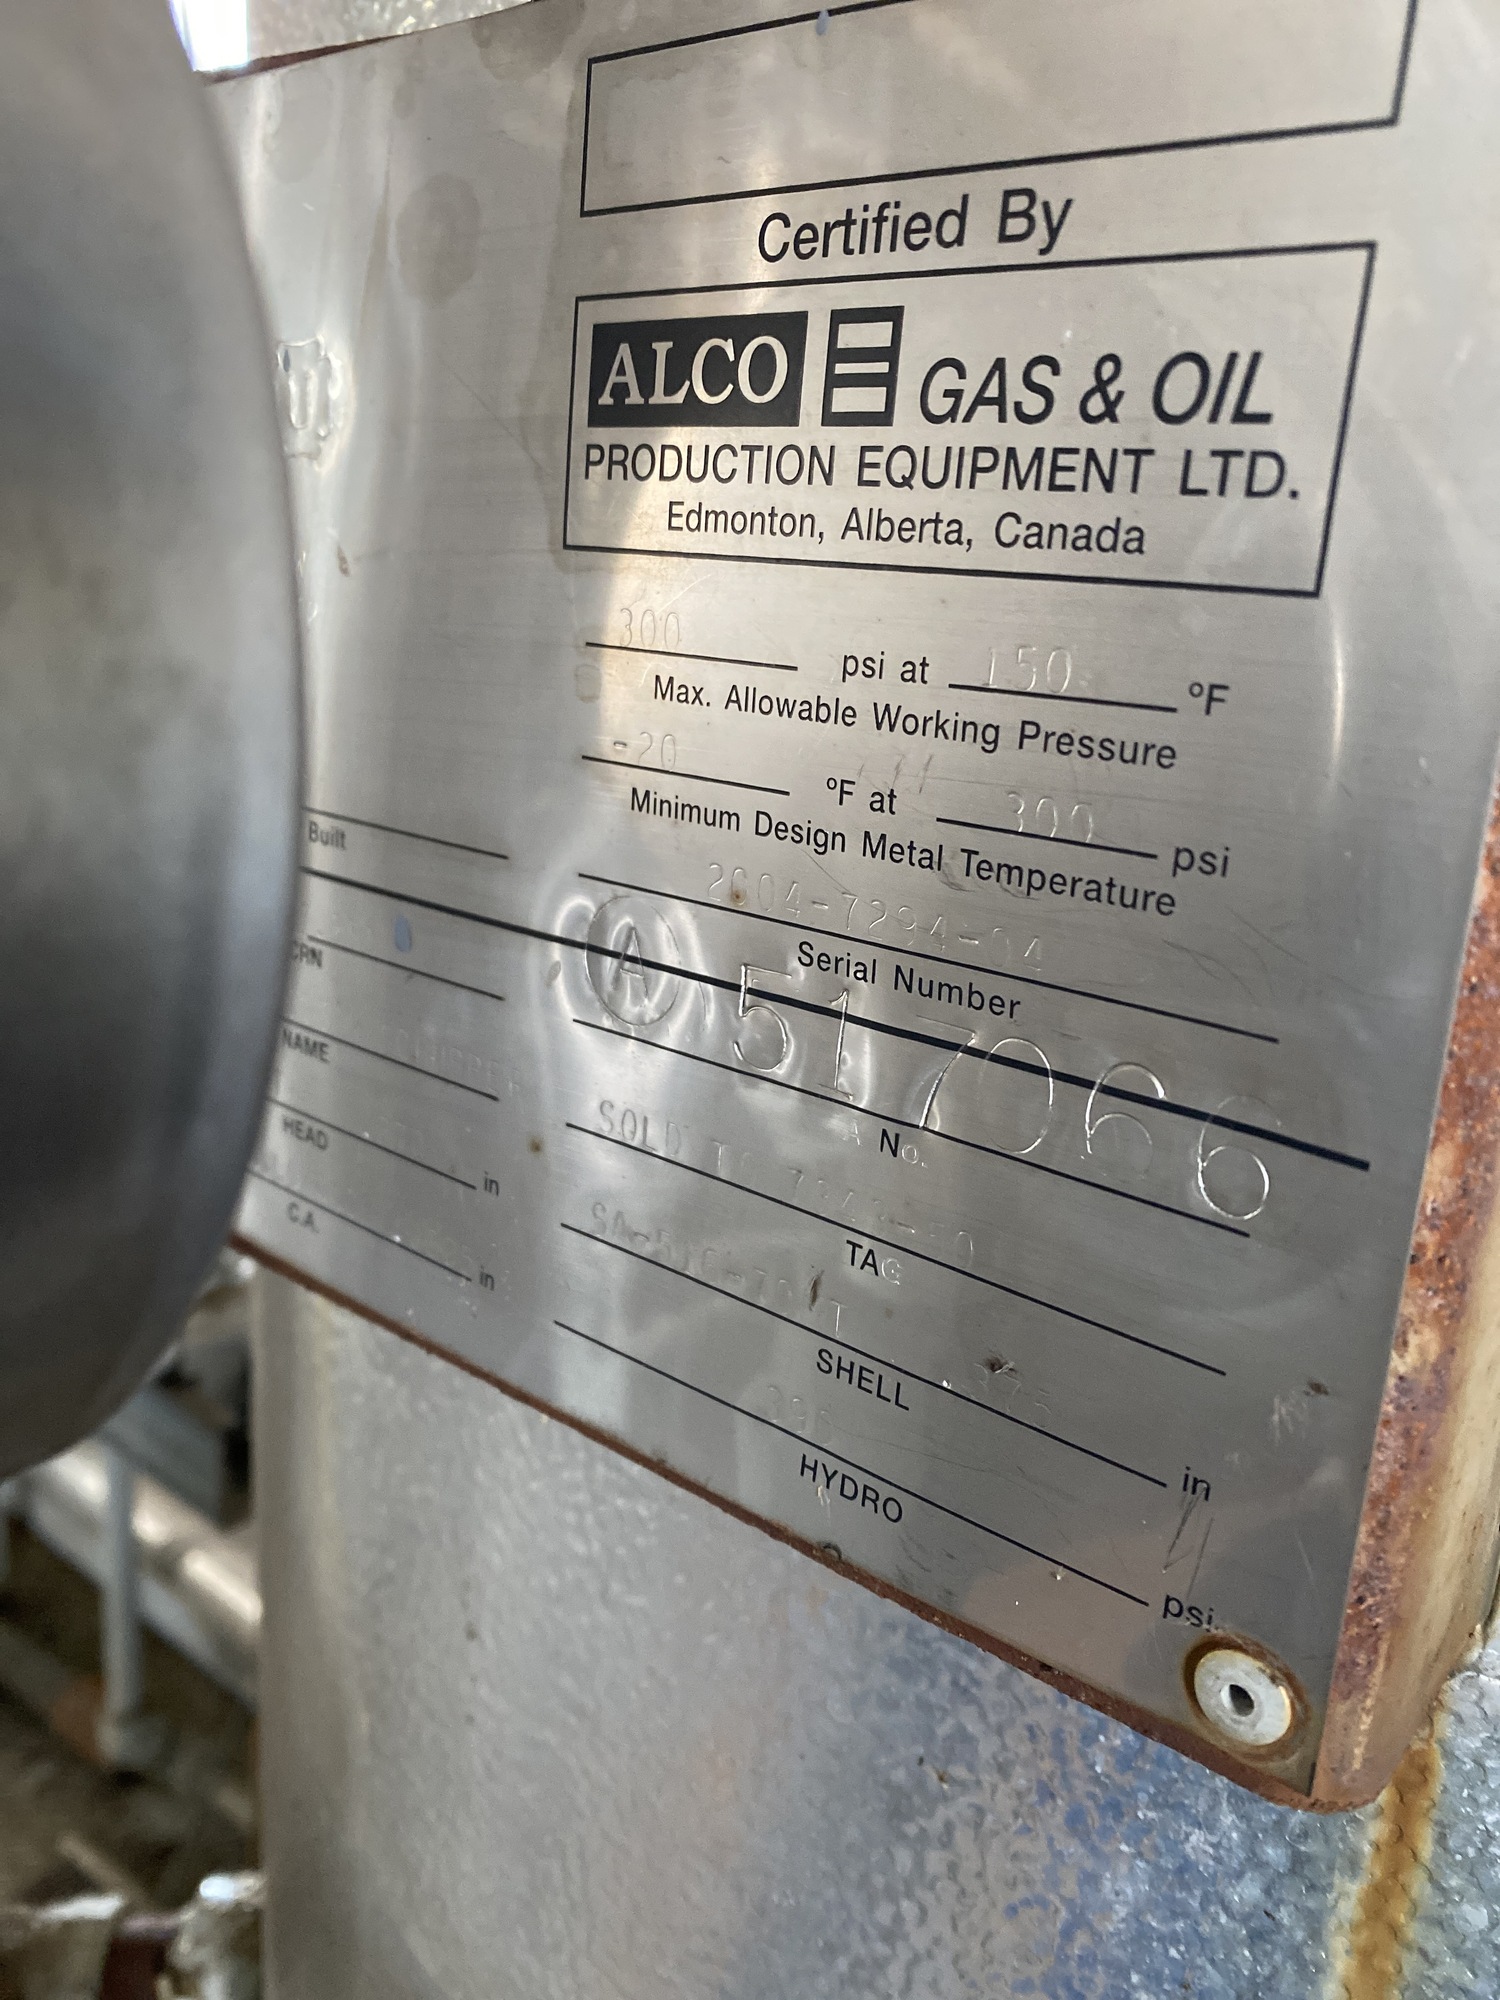 Certified By
ALCO GAS & OIL
PRODUCTION EQUIPMENT LTD.
Edmonton, Alberta, Canada
300 psi at 150 °F
Max. Allowable Working Pressure
-20 °F at 300 psi
Minimum Design Metal Temperature
Built
Serial Number
CRN
A 517066
A No.
NAME
SOLD TO
TAG
HEAD in
SHELL in
C.A. in
HYDRO psi